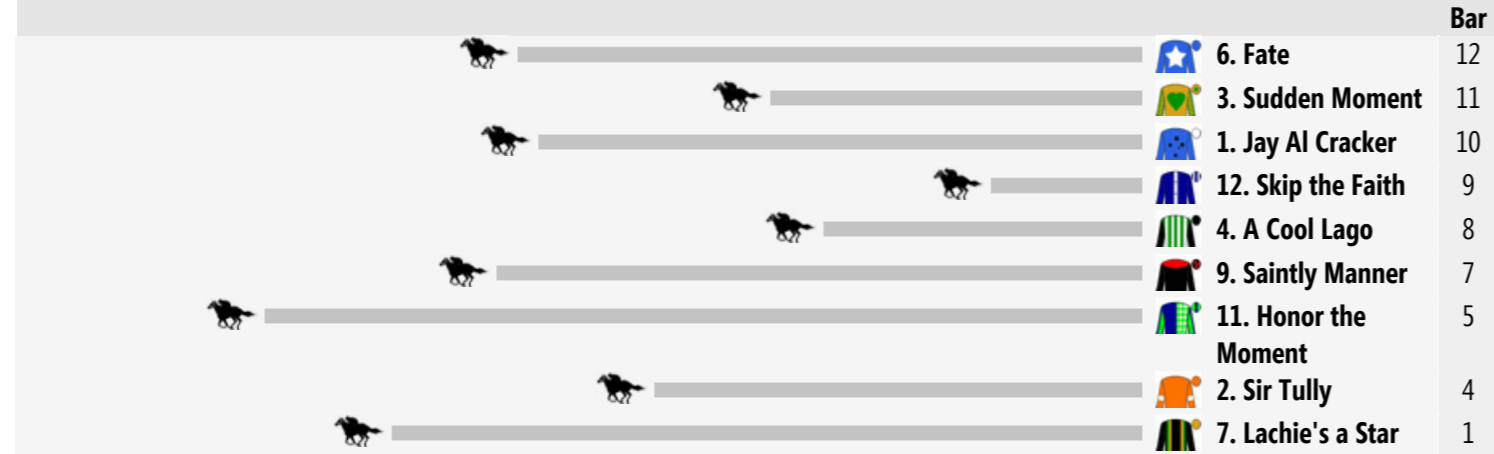 Bar
6. Fate 12
3. Sudden Moment 11
1. Jay Al Cracker 10
12. Skip the Faith 9
4. A Cool Lago 8
9. Saintly Manner 7
11. Honor the 5
Moment
2. Sir Tully 4
7. Lachie's a Star 1